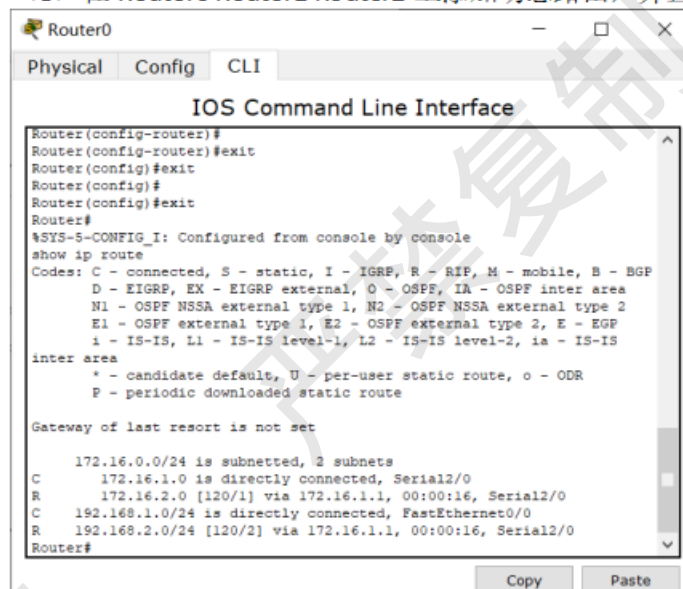 Router0
Physical Config CLI
IOS Command Line Interface
Router(config-router)#
Router(config-router)#exit
Router(config)#exit
Router(config)#
Router(config)#exit
Router#
%SYS-5-CONFIG_I: Configured from console by console
show ip route
Codes: C - connected, S - static, I - IGRP, R - RIP, M - mobile, B - BGP
D - EIGRP, EX - EIGRP external, O - OSPF, IA - OSPF inter area
N1 - OSPF NSSA external type 1, N2 - OSPF NSSA external type 2
E1 - OSPF external type 1, E2 - OSPF external type 2, E - EGP
i - IS-IS, L1 - IS-IS level-1, L2 - IS-IS level-2, ia - IS-IS
inter area
* - candidate default, U - per-user static route, o - ODR
P - periodic downloaded static route
Gateway of last resort is not set
172.16.0.0/24 is subnetted, 2 subnets
C 172.16.1.0 is directly connected, Serial2/0
R 172.16.2.0 [120/1] via 172.16.1.1, 00:00:16, Serial2/0
C 192.168.1.0/24 is directly connected, FastEthernet0/0
R 192.168.2.0/24 [120/2] via 172.16.1.1, 00:00:16, Serial2/0
Router#
Copy Paste
严禁复制